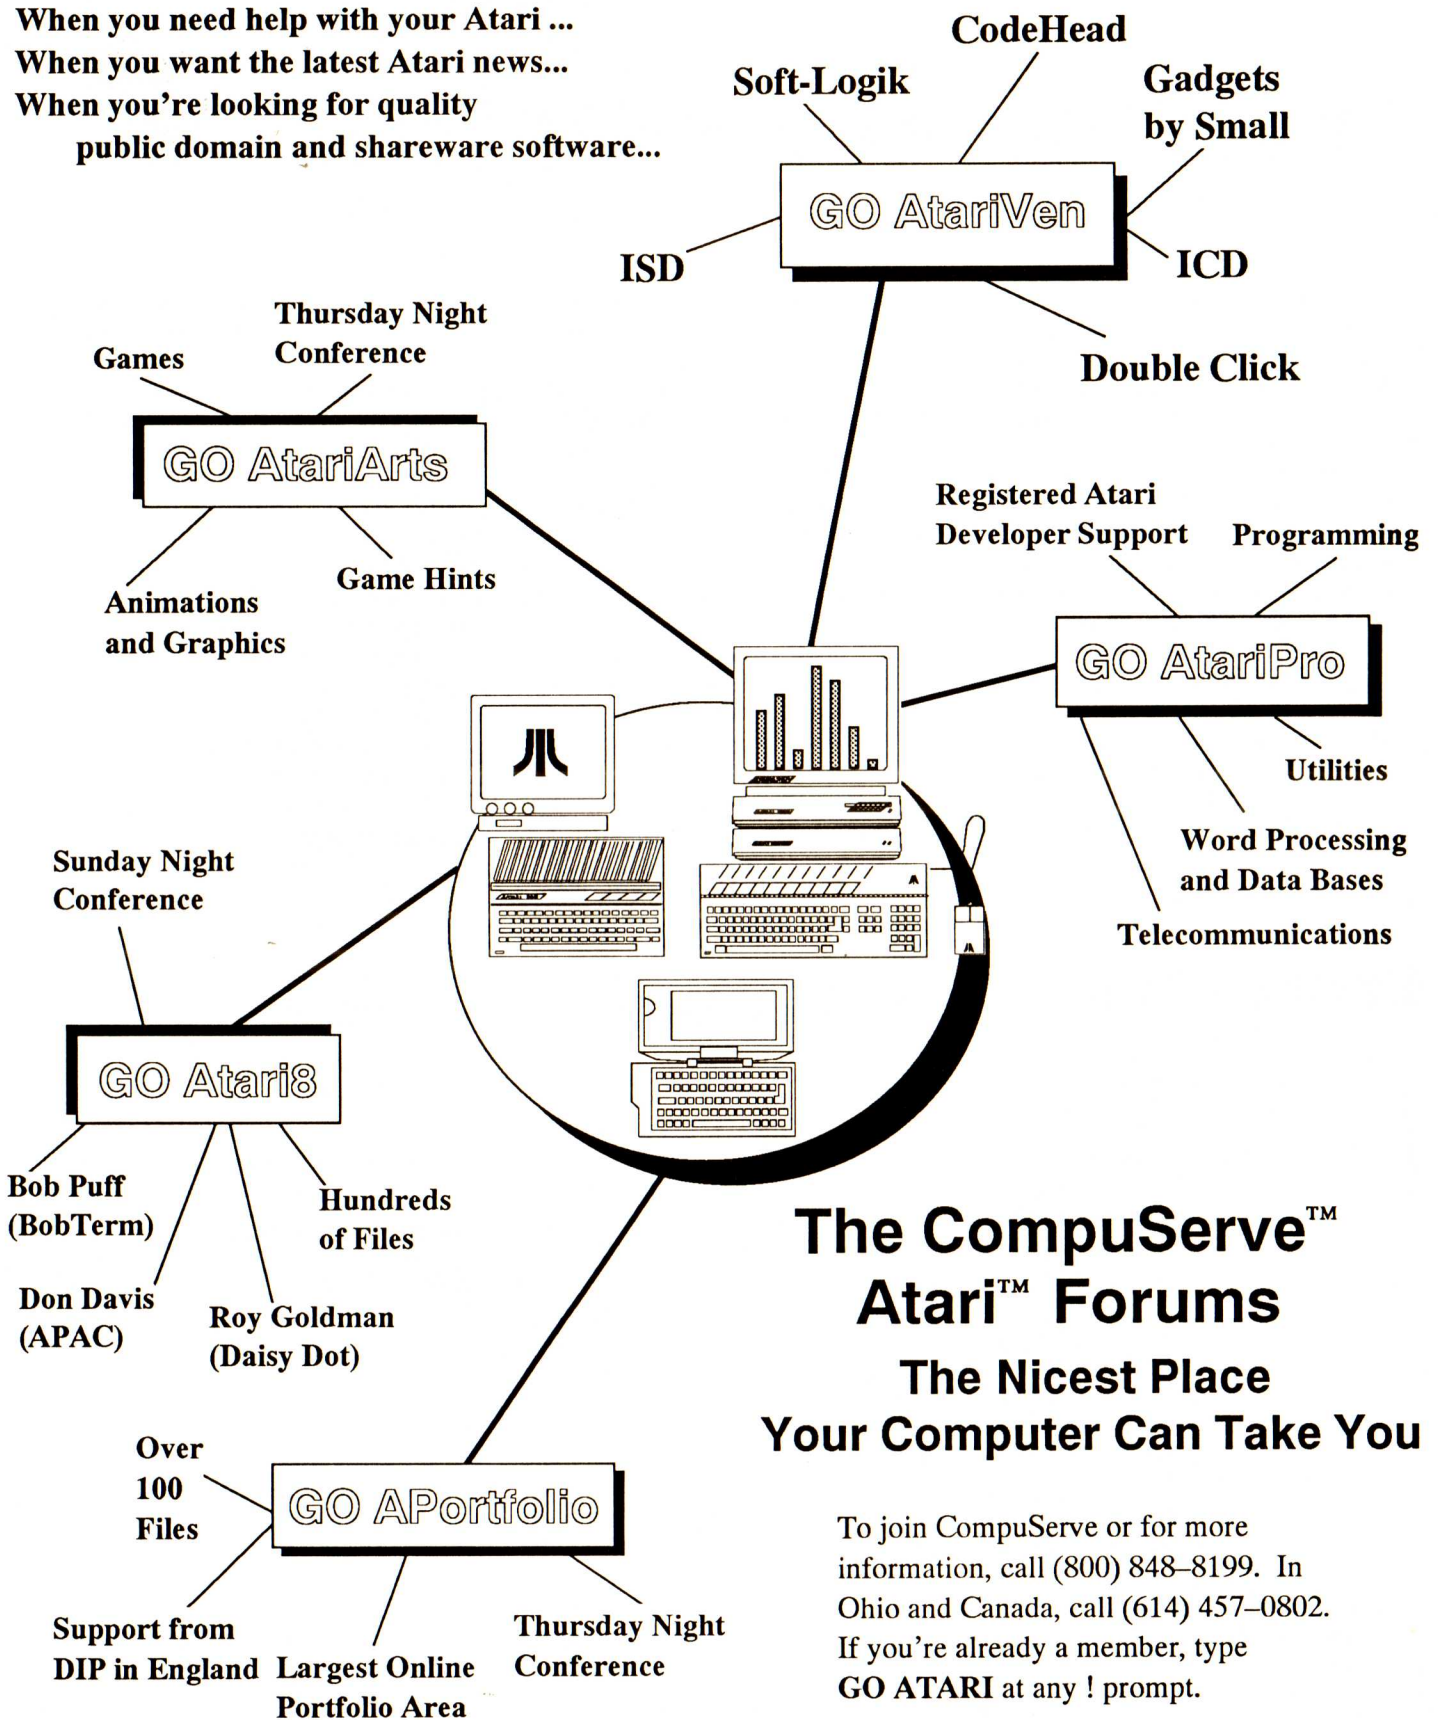 When you need help with your Atari ...
When you want the latest Atari news...
When you're looking for quality
public domain and shareware software...
CodeHead
Soft-Logik
Gadgets
by Small
GO AtariVen
ISD
ICD
Double Click
Thursday Night
Conference
Games
GO AtariArts
Game Hints
Animations
and Graphics
Registered Atari
Developer Support
Programming
GO AtariPro
Utilities
Word Processing
and Data Bases
Telecommunications
Sunday Night
Conference
GO Atari8
Bob Puff
(BobTerm)
Hundreds
of Files
Don Davis
(APAC)
Roy Goldman
(Daisy Dot)
The CompuServe™
Atari™ Forums
The Nicest Place
Your Computer Can Take You
Over
100
Files
GO APortfolio
Support from
DIP in England
Largest Online
Portfolio Area
Thursday Night
Conference
To join CompuServe or for more
information, call (800) 848–8199. In
Ohio and Canada, call (614) 457–0802.
If you're already a member, type
GO ATARI at any ! prompt.